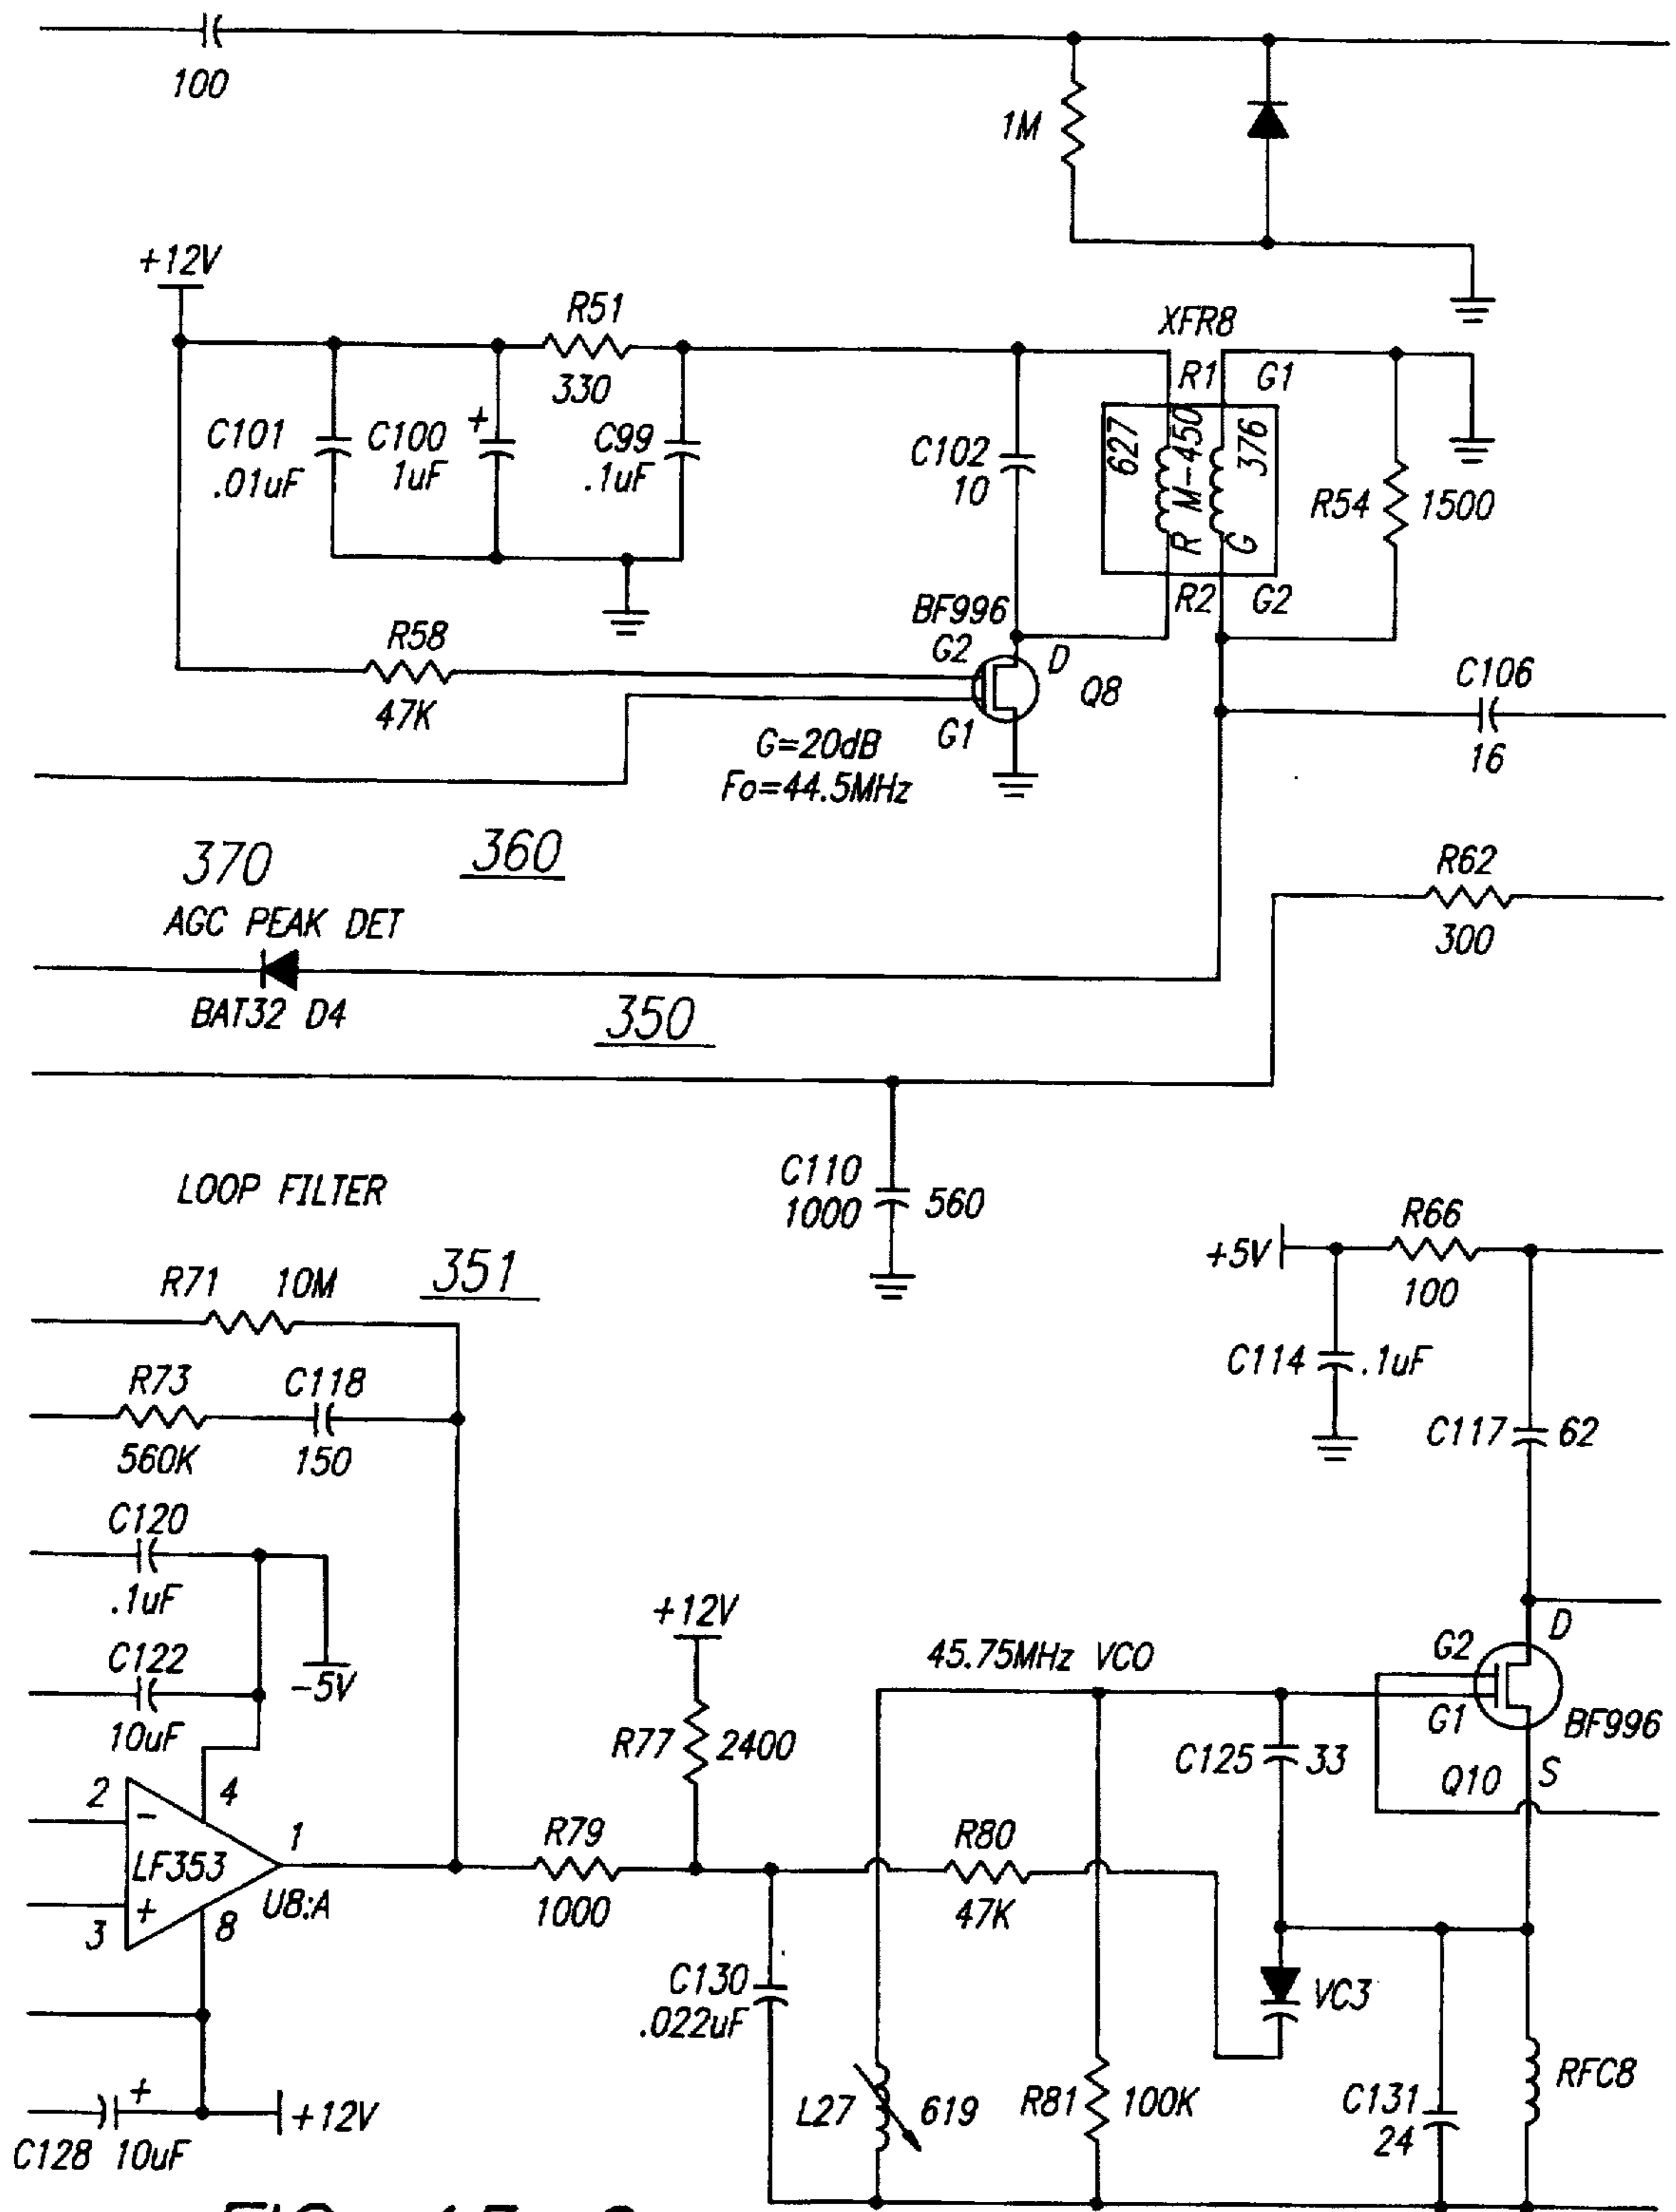 100
1M
+12V
R51
330
XFR8
R1
G1
C101
.01uF
C100
+
1uF
C99
.1uF
C102
10
627
M-450
376
R
G
R54
1500
R2
G2
BF996
G2
D
Q8
G1
R58
47K
G=20dB
Fo=44.5MHz
C106
16
370
360
AGC PEAK DET
BAT32 D4
R62
300
350
C110
1000
560
LOOP FILTER
351
R71 10M
R73
560K
C118
150
+5V
R66
100
C114
.1uF
C117
62
C120
.1uF
-5V
C122
10uF
+12V
R77
2400
45.75MHz VCO
G2
D
G1
BF996
Q10
S
C125
33
2
-
4
LF353
1
+
3
8
U8:A
R79
1000
R80
47K
C130
.022uF
VC3
L27
619
R81
100K
C131
24
RFC8
+
+12V
C128 10uF